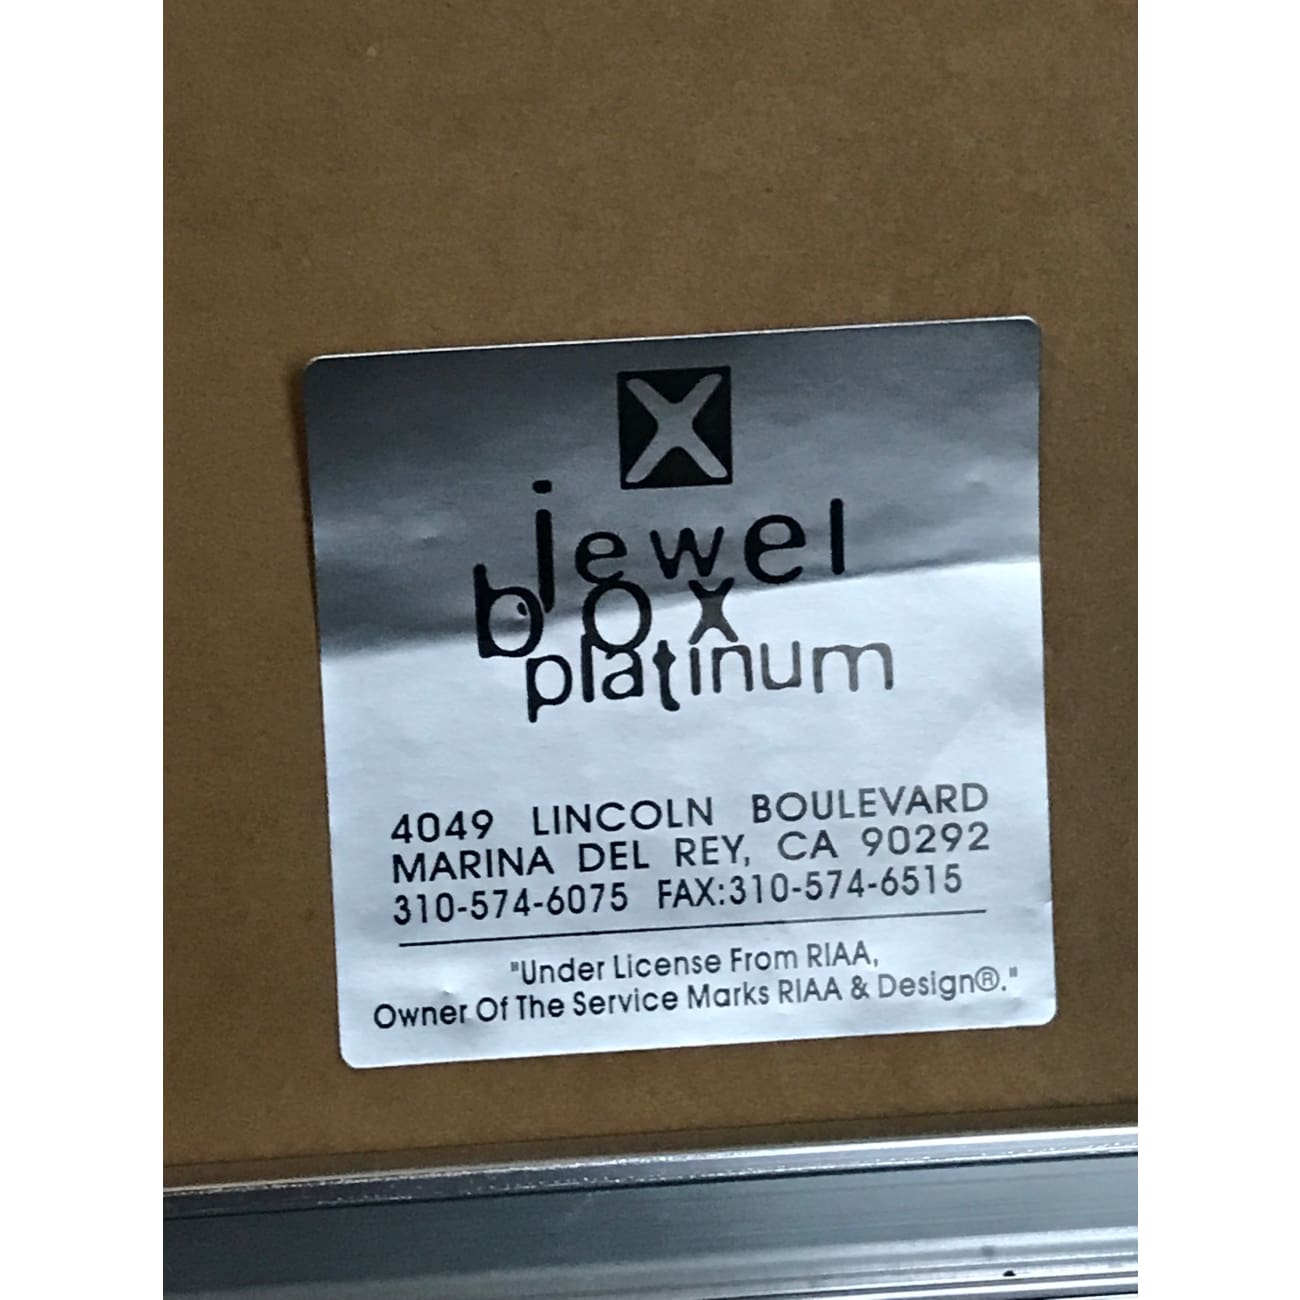 X
jewel
box
platinum
4049 LINCOLN BOULEVARD
MARINA DEL REY, CA 90292
310-574-6075 FAX:310-574-6515
"Under License From RIAA,
Owner Of The Service Marks RIAA & Design®."